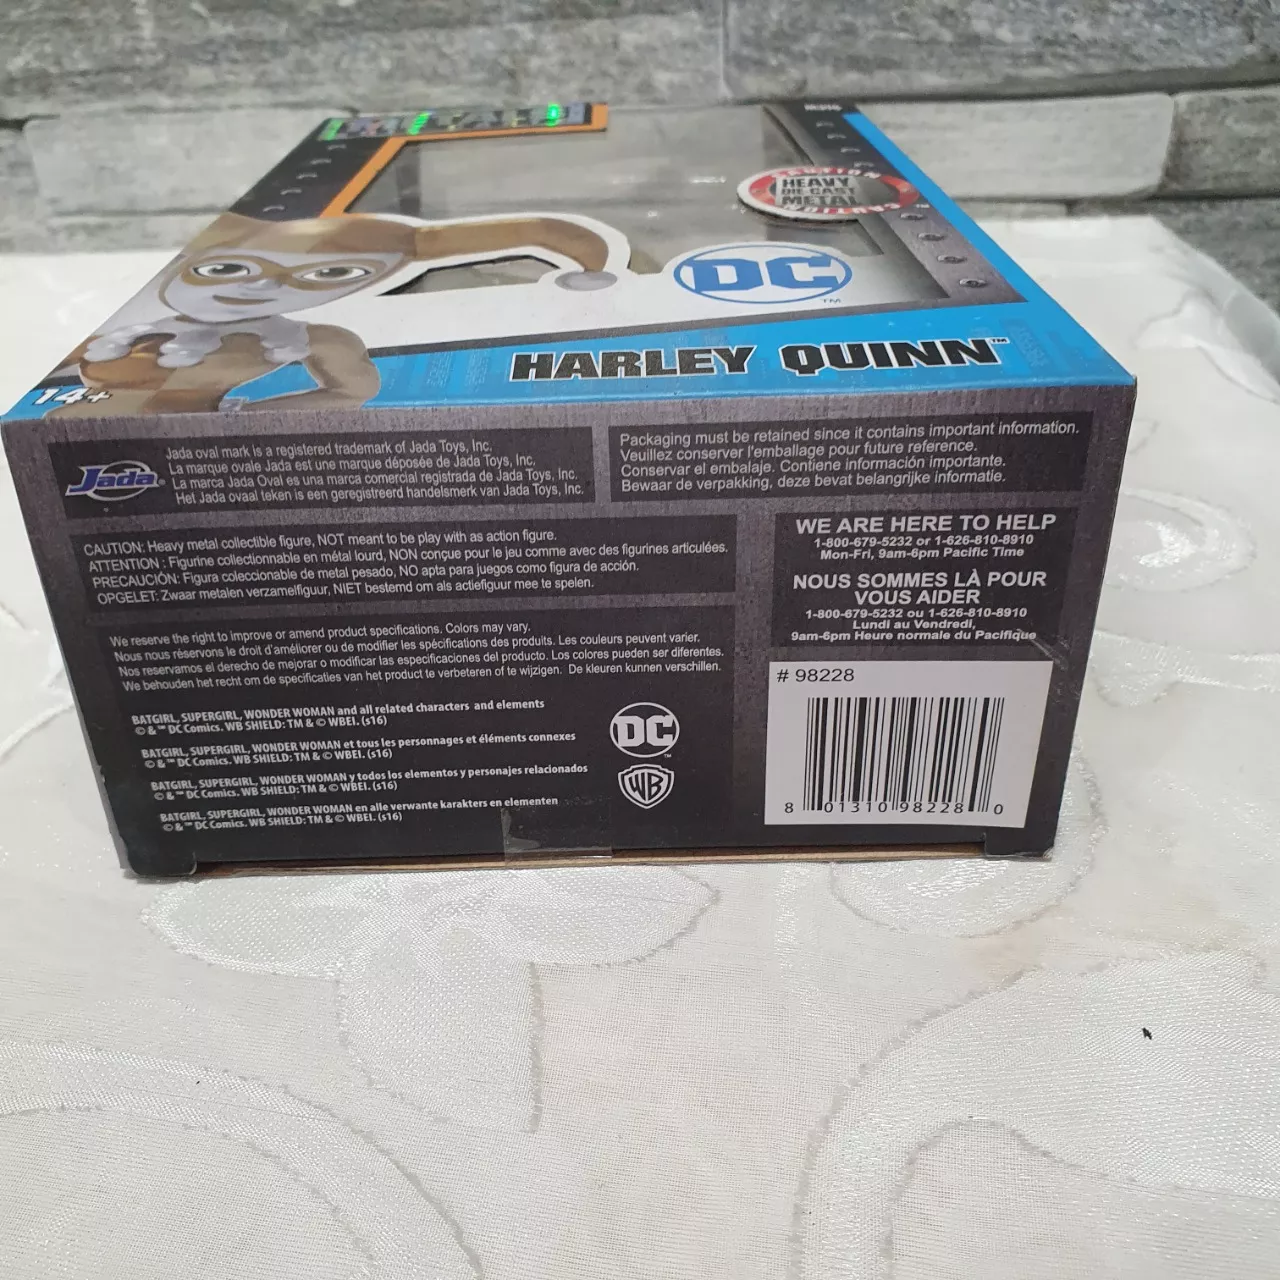 METALS
M316
CAUTION
HEAVY
DIE-CAST
METAL
CAUTION
DC™
HARLEY QUINN™
14+
Jada®
Jada oval mark is a registered trademark of Jada Toys, Inc.
La marque ovale Jada est une marque déposée de Jada Toys, Inc.
La marca Jada Oval es una marca comercial registrada de Jada Toys, Inc.
Het Jada ovaal teken is een geregistreerd handelsmerk van Jada Toys, Inc.
Packaging must be retained since it contains important information.
Veuillez conserver l'emballage pour future reference.
Conservar el embalaje. Contiene información importante.
Bewaar de verpakking, deze bevat belangrijke informatie.
CAUTION: Heavy metal collectible figure, NOT meant to be play with as action figure.
ATTENTION : Figurine collectionnable en métal lourd, NON conçue pour le jeu comme avec des figurines articulées.
PRECAUCIÓN: Figura coleccionable de metal pesado, NO apta para juegos como figura de acción.
OPGELET: Zwaar metalen verzamelfiguur, NIET bestemd om als actiefiguur mee te spelen.
WE ARE HERE TO HELP
1-800-679-5232 or 1-626-810-8910
Mon-Fri, 9am-6pm Pacific Time
NOUS SOMMES LÀ POUR
VOUS AIDER
1-800-679-5232 ou 1-626-810-8910
Lundi au Vendredi,
9am-6pm Heure normale du Pacifique
We reserve the right to improve or amend product specifications. Colors may vary.
Nous nous réservons le droit d'améliorer ou de modifier les spécifications des produits. Les couleurs peuvent varier.
Nos reservamos el derecho de mejorar o modificar las especificaciones del producto. Los colores pueden ser diferentes.
We behouden het recht om de specificaties van het product te verbeteren of te wijzigen. De kleuren kunnen verschillen.
BATGIRL, SUPERGIRL, WONDER WOMAN and all related characters and elements
© & ™ DC Comics. WB SHIELD: TM & © WBEI. (s16)
BATGIRL, SUPERGIRL, WONDER WOMAN et tous les personnages et éléments connexes
© & ™ DC Comics. WB SHIELD: TM & © WBEI. (s16)
BATGIRL, SUPERGIRL, WONDER WOMAN y todos los elementos y personajes relacionados
© & ™ DC Comics. WB SHIELD: TM & © WBEI. (s16)
BATGIRL, SUPERGIRL, WONDER WOMAN en alle verwante karakters en elementen
© & ™ DC Comics. WB SHIELD: TM & © WBEI. (s16)
DC™
WB
# 98228
8 01310 98228 0